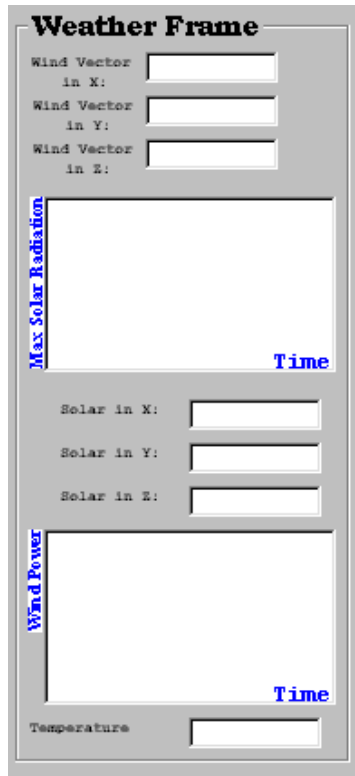 Weather Frame
Wind Vector
in X:
Wind Vector
in Y:
Wind Vector
in Z:
Max Solar Radiation
Time
Solar in X:
Solar in Y:
Solar in Z:
Wind Power
Time
Temperature